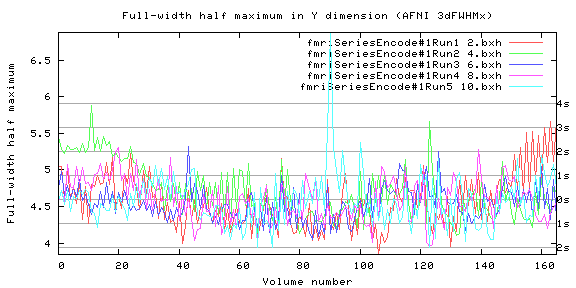 Full-width half maximum in Y dimension (AFNI 3dFWHMx)
fmriSeriesEncode#1Run1 2.bxh
fmriSeriesEncode#1Run2 4.bxh
fmriSeriesEncode#1Run3 6.bxh
fmriSeriesEncode#1Run4 8.bxh
fmriSeriesEncode#1Run5 10.bxh
Full-width half maximum
6.5
6
5.5
5
4.5
4
4s
3s
2s
1s
0s
1s
2s
0 20 40 60 80 100 120 140 160
Volume number